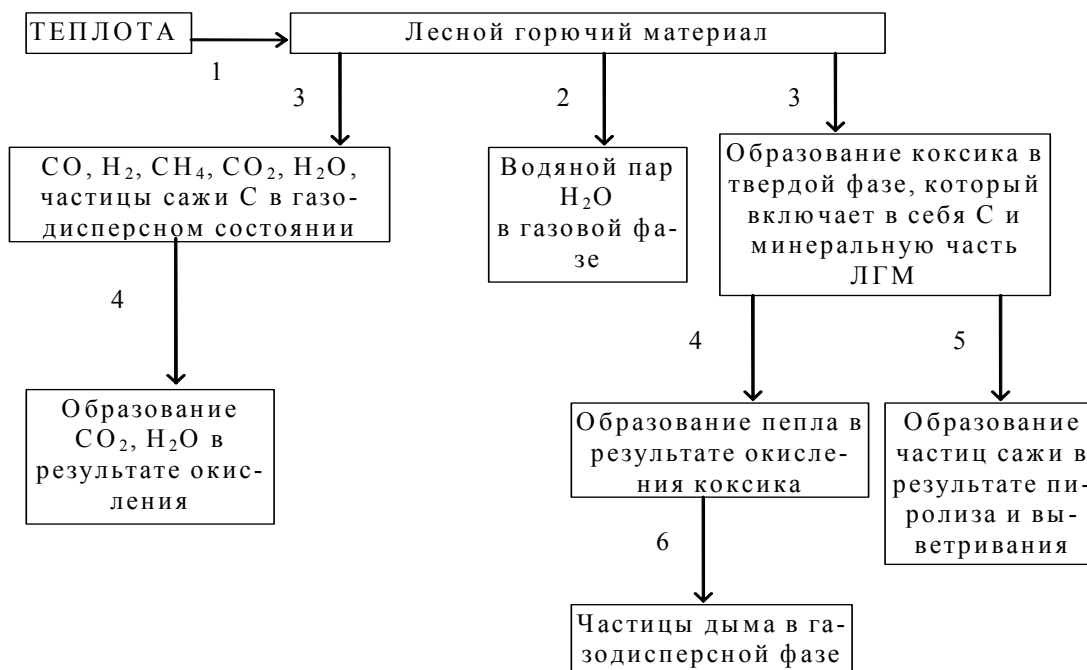 ТЕПЛОТА
Лесной горючий материал
1
3
2
3
CO, H₂, CH₄, CO₂, H₂O,
частицы сажи С в газо-
дисперсном состоянии
Водяной пар
H₂O
в газовой фа-
зе
Образование коксика в
твердой фазе, который
включает в себя С и
минеральную часть
ЛГМ
4
4
5
Образование
CO₂, H₂O в
результате окис-
ления
Образование пепла в
результате окисле-
ния коксика
Образование
частиц сажи в
результате пи-
ролиза и вы-
ветривания
6
Частицы дыма в га-
зодисперсной фазе